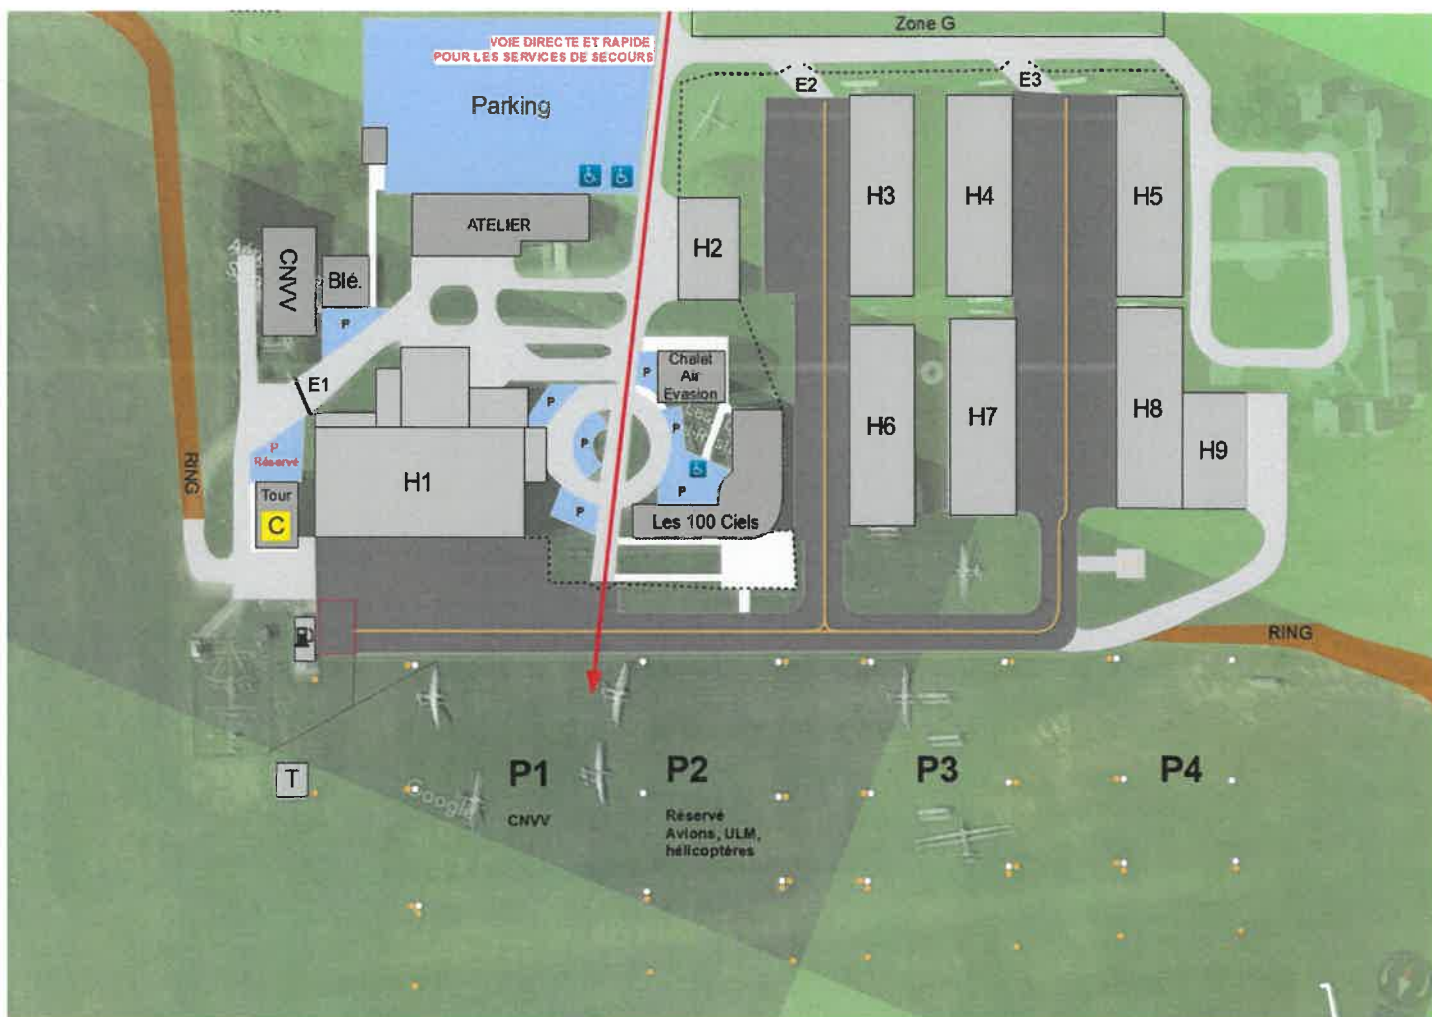 Zone G
VOIE DIRECTE ET RAPIDE
POUR LES SERVICES DE SECOURS
Parking
E2
E3
H3
H4
H5
ATELIER
H2
CNVV
Blé.
P
Chalet
Air
Evasion
P
E1
P
P
P
H6
H7
H8
H9
P
Réservé
RING
H1
Tour
C
P
P
Les 100 Ciels
RING
T
P1
CNVV
P2
Réservé
Avions, ULM,
hélicoptères
P3
P4
Google